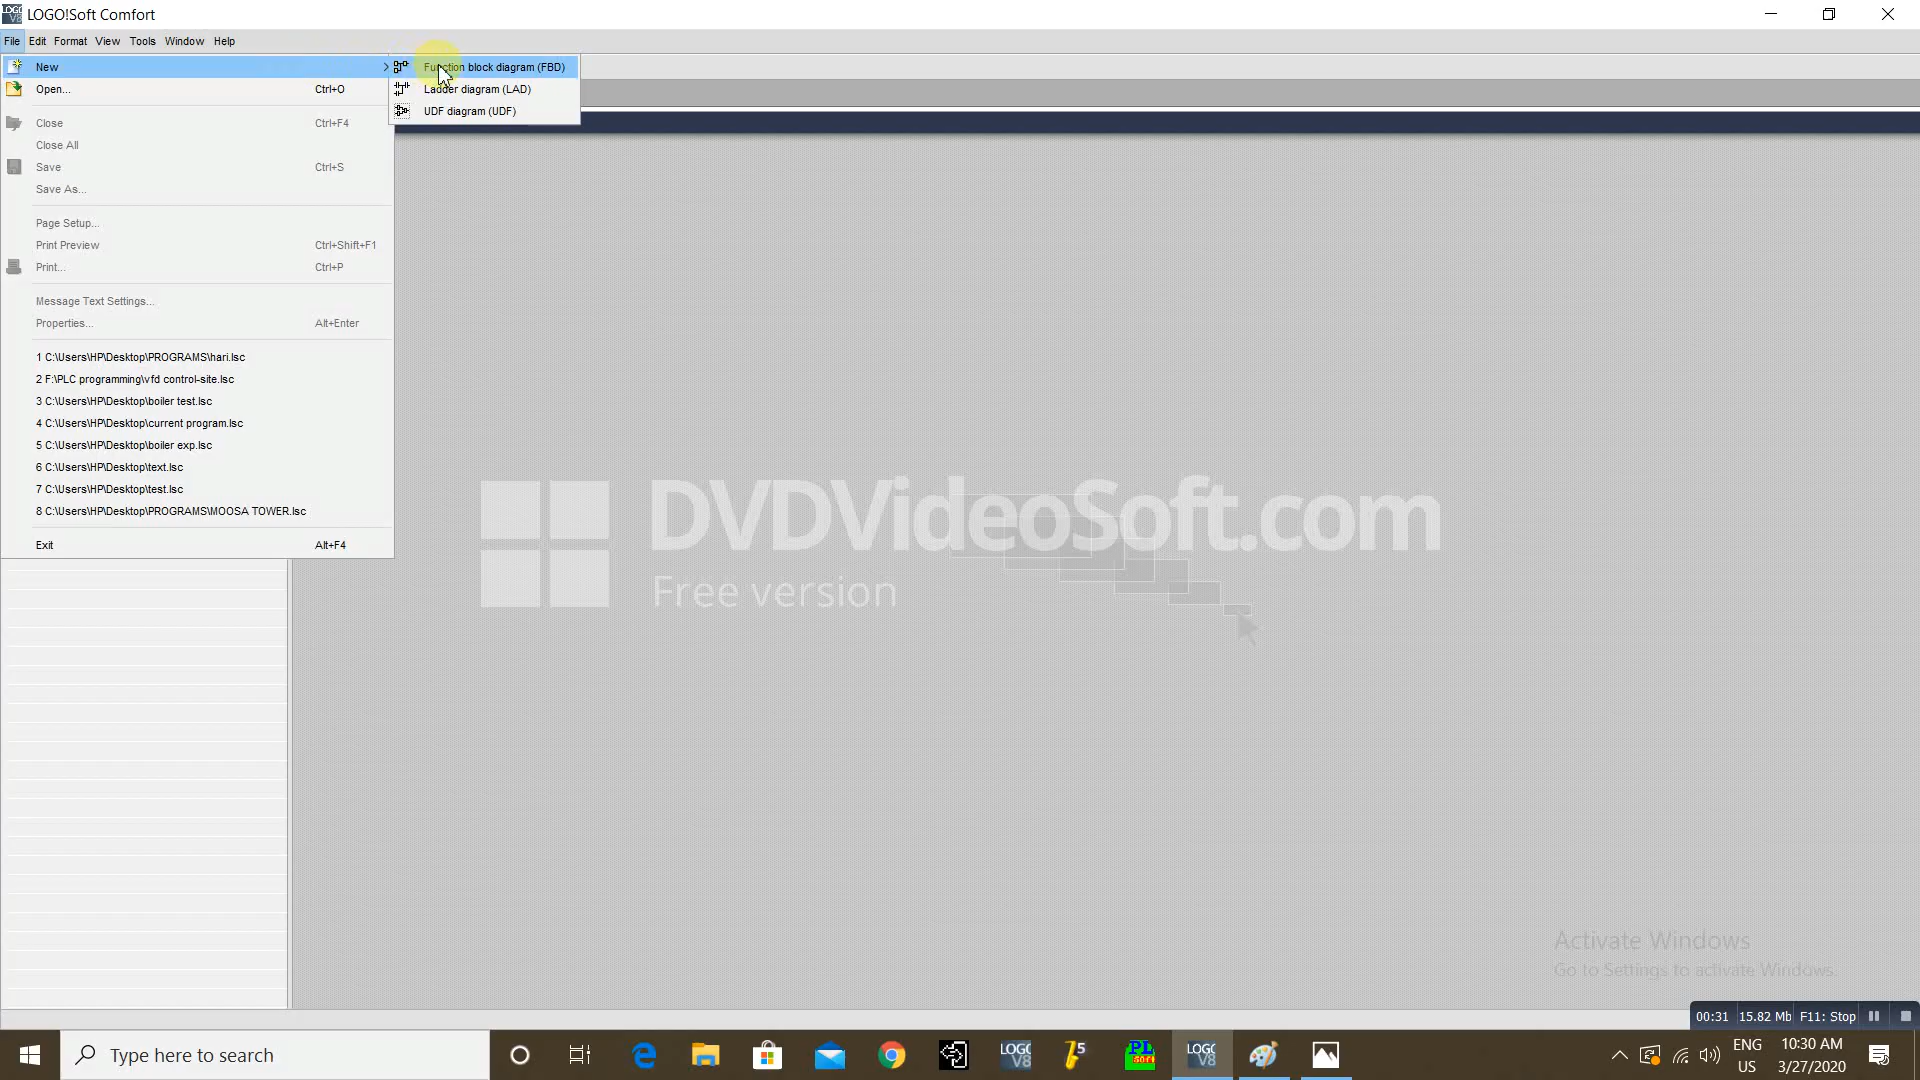 LOGO!Soft Comfort
File Edit Format View Tools Window Help
New
Open... Ctrl+O
Close Ctrl+F4
Close All
Save Ctrl+S
Save As...
Page Setup...
Print Preview Ctrl+Shift+F1
Print... Ctrl+P
Message Text Settings...
Properties... Alt+Enter
1 C:\Users\HP\Desktop\PROGRAMS\hari.lsc
2 F:\PLC programming\vfd control-site.lsc
3 C:\Users\HP\Desktop\boiler test.lsc
4 C:\Users\HP\Desktop\current program.lsc
5 C:\Users\HP\Desktop\boiler exp.lsc
6 C:\Users\HP\Desktop\text.lsc
7 C:\Users\HP\Desktop\test.lsc
8 C:\Users\HP\Desktop\PROGRAMS\MOOSA TOWER.lsc
Exit Alt+F4
Function block diagram (FBD)
Ladder diagram (LAD)
UDF diagram (UDF)
DVDVideoSoft.com
Free version
Activate Windows
Go to Settings to activate Windows.
00:31 15.82 Mb F11: Stop
Type here to search
ENG
US
10:30 AM
3/27/2020